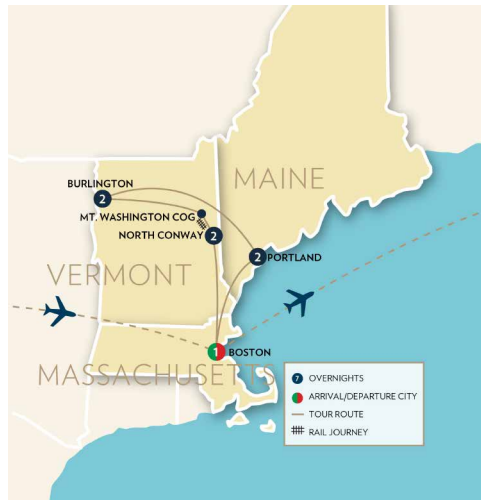 MAINE
BURLINGTON
2
MT. WASHINGTON COG
NORTH CONWAY 2
2 PORTLAND
VERMONT
1 BOSTON
MASSACHUSETTS
7 OVERNIGHTS
ARRIVAL/DEPARTURE CITY
TOUR ROUTE
RAIL JOURNEY